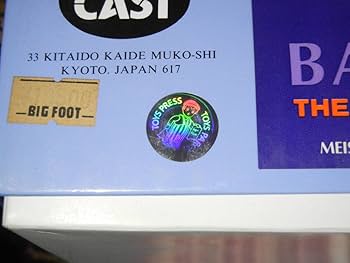 CAST
33 KITAIDO KAIDE MUKO-SHI
KYOTO. JAPAN 617
BIG FOOT
TOYS PRESS
TOYS PRESS
BA
THE
MEIS